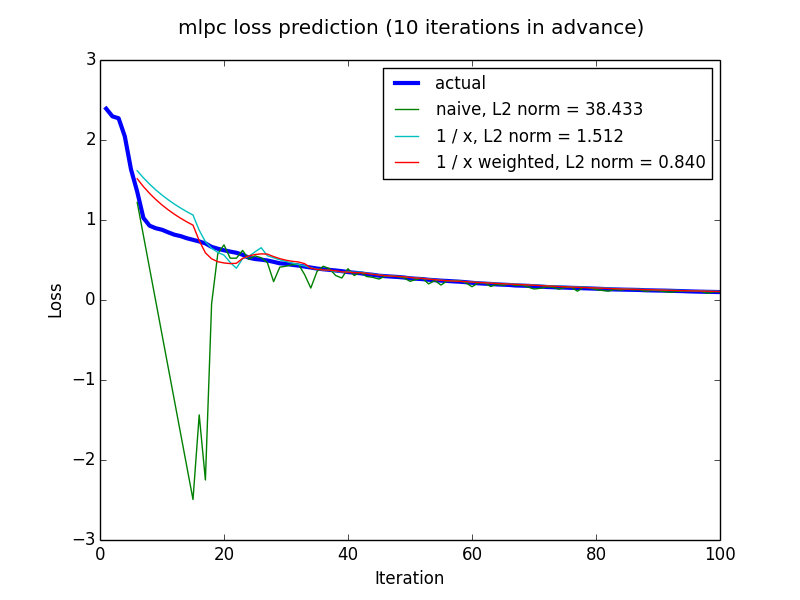 mlpc loss prediction (10 iterations in advance)
actual
naive, L2 norm = 38.433
1 / x, L2 norm = 1.512
1 / x weighted, L2 norm = 0.840
3
2
1
0
−1
−2
−3
Loss
0 20 40 60 80 100
Iteration